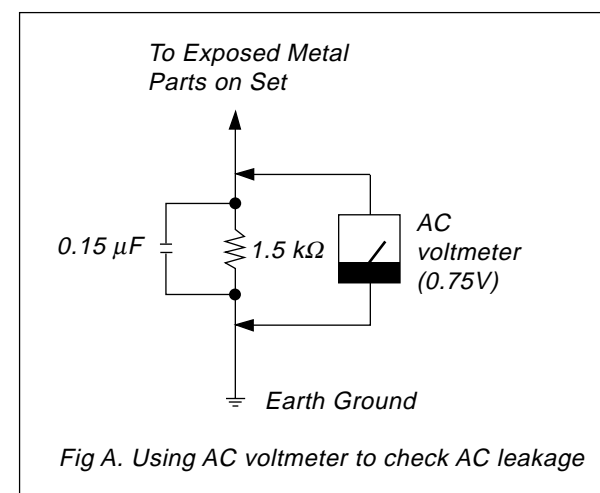 To Exposed Metal
Parts on Set
0.15 μF
1.5 kΩ
AC
voltmeter
(0.75V)
Earth Ground
Fig A. Using AC voltmeter to check AC leakage